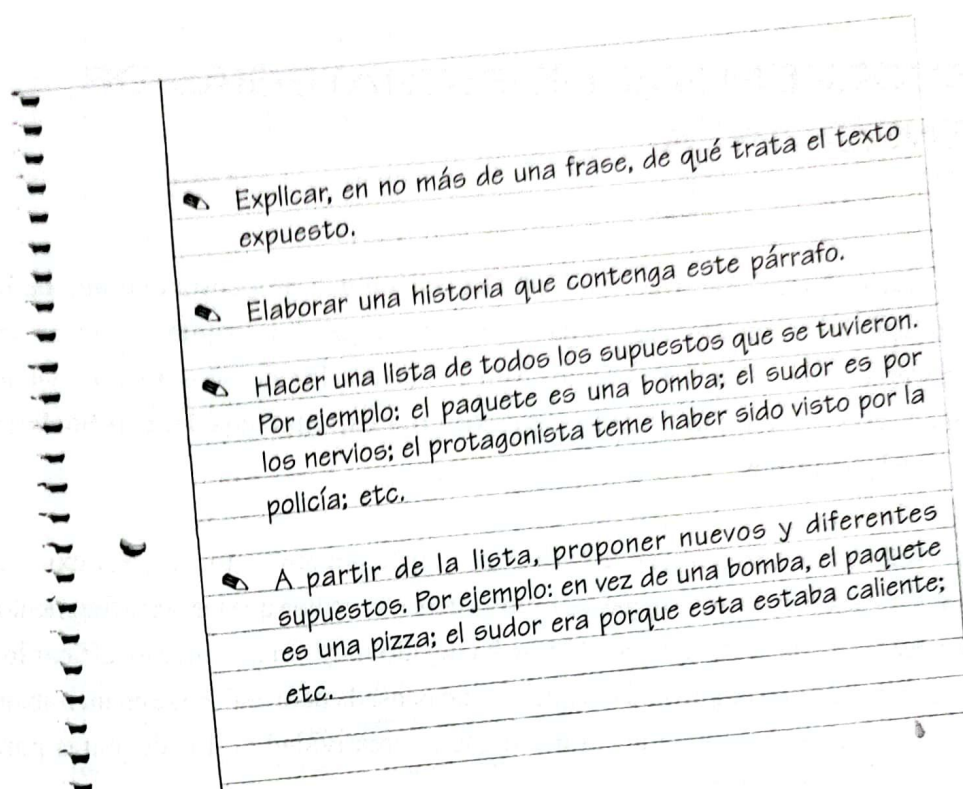 Explicar, en no más de una frase, de qué trata el texto
expuesto.
Elaborar una historia que contenga este párrafo.
Hacer una lista de todos los supuestos que se tuvieron.
Por ejemplo: el paquete es una bomba; el sudor es por
los nervios; el protagonista teme haber sido visto por la
policía; etc.
A partir de la lista, proponer nuevos y diferentes
supuestos. Por ejemplo: en vez de una bomba, el paquete
es una pizza; el sudor era porque esta estaba caliente;
etc.